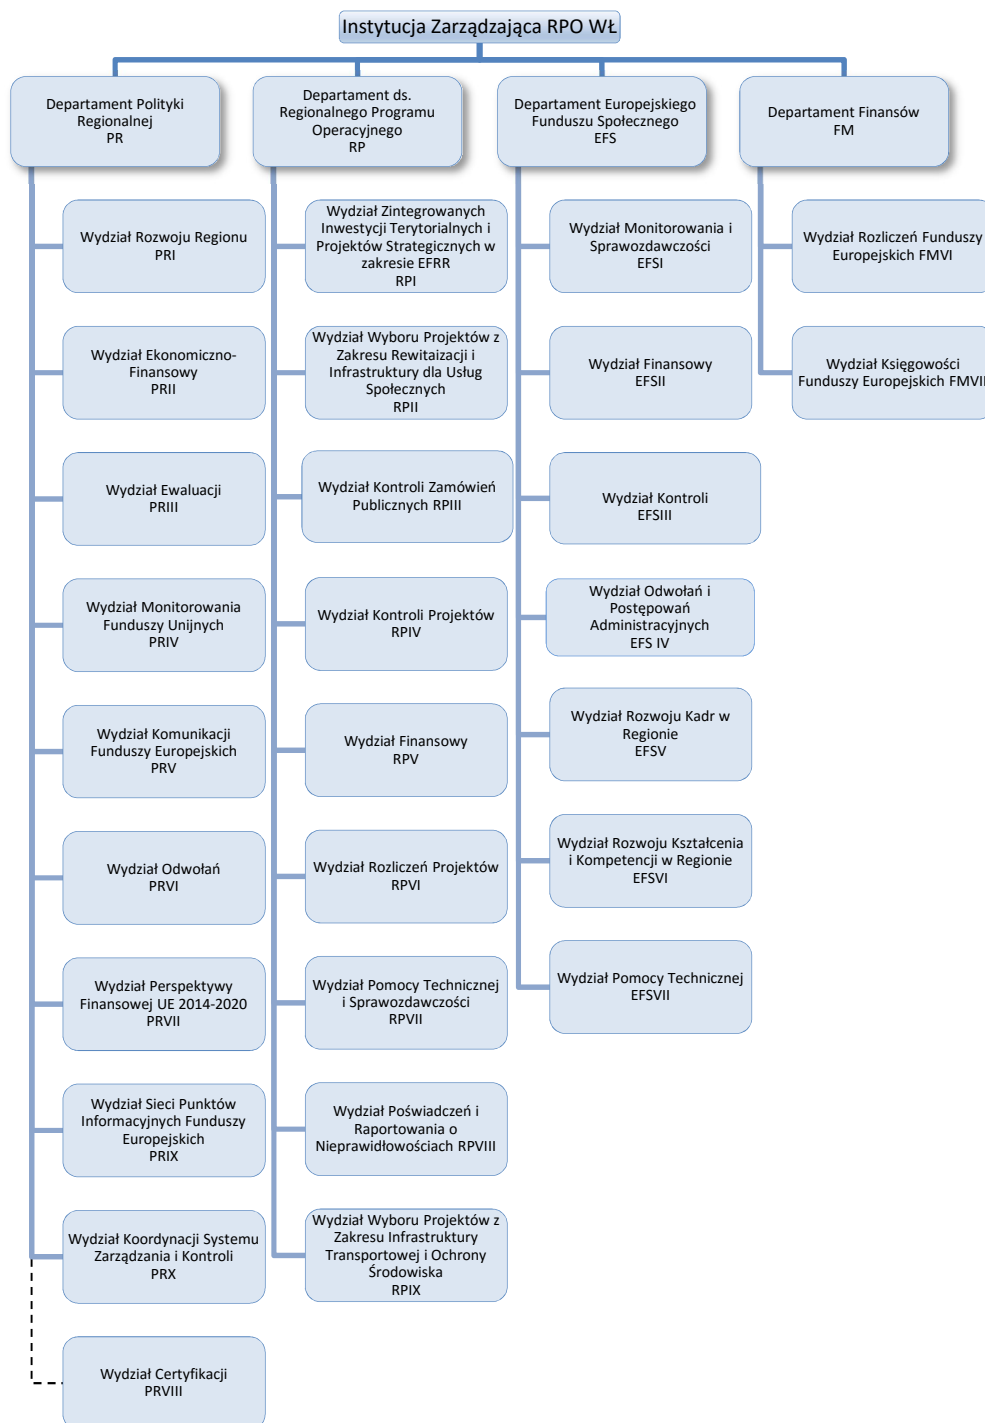 Instytucja Zarządzająca RPO WŁ
Departament Polityki
Regionalnej
PR
Departament ds.
Regionalnego Programu
Operacyjnego
RP
Departament Europejskiego
Funduszu Społecznego
EFS
Departament Finansów
FM
Wydział Rozwoju Regionu
PRI
Wydział Ekonomiczno-
Finansowy
PRII
Wydział Ewaluacji
PRIII
Wydział Monitorowania
Funduszy Unijnych
PRIV
Wydział Komunikacji
Funduszy Europejskich
PRV
Wydział Odwołań
PRVI
Wydział Perspektywy
Finansowej UE 2014-2020
PRVII
Wydział Sieci Punktów
Informacyjnych Funduszy
Europejskich
PRIX
Wydział Koordynacji Systemu
Zarządzania i Kontroli
PRX
Wydział Certyfikacji
PRVIII
Wydział Zintegrowanych
Inwestycji Terytorialnych i
Projektów Strategicznych w
zakresie EFRR
RPI
Wydział Wyboru Projektów z
Zakresu Rewitaizacji i
Infrastruktury dla Usług
Społecznych
RPII
Wydział Kontroli Zamówień
Publicznych RPIII
Wydział Kontroli Projektów
RPIV
Wydział Finansowy
RPV
Wydział Rozliczeń Projektów
RPVI
Wydział Pomocy Technicznej
i Sprawozdawczości
RPVII
Wydział Poświadczeń i
Raportowania o
Nieprawidłowościach RPVIII
Wydział Wyboru Projektów z
Zakresu Infrastruktury
Transportowej i Ochrony
Środowiska
RPIX
Wydział Monitorowania i
Sprawozdawczości
EFSI
Wydział Finansowy
EFSII
Wydział Kontroli
EFSIII
Wydział Odwołań i
Postępowań
Administracyjnych
EFS IV
Wydział Rozwoju Kadr w
Regionie
EFSV
Wydział Rozwoju Kształcenia
i Kompetencji w Regionie
EFSVI
Wydział Pomocy Technicznej
EFSVII
Wydział Rozliczeń Funduszy
Europejskich FMVI
Wydział Księgowości
Funduszy Europejskich FMVII